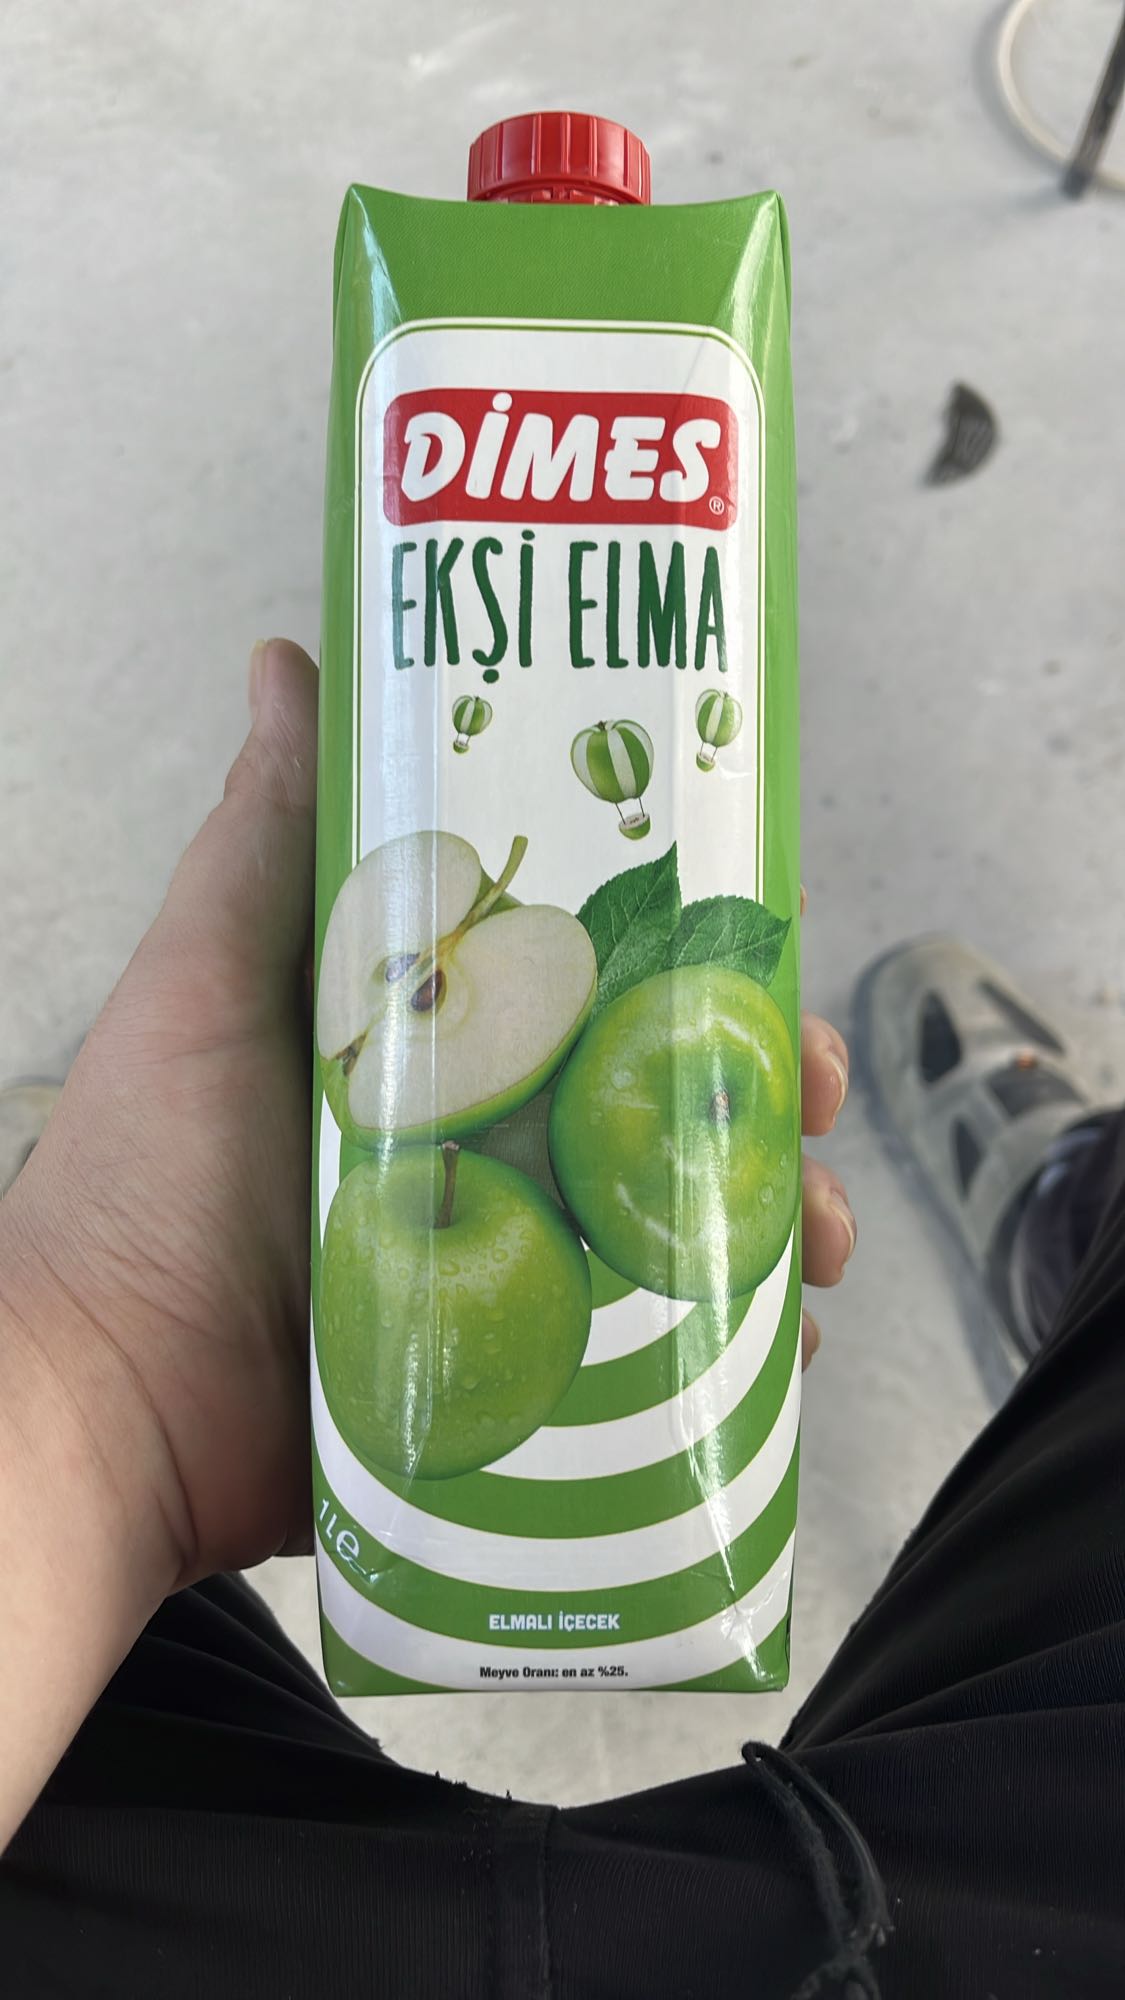 DİMES
®
EKŞİ ELMA
1L e
ELMALI İÇECEK
Meyve Oranı: en az %25.